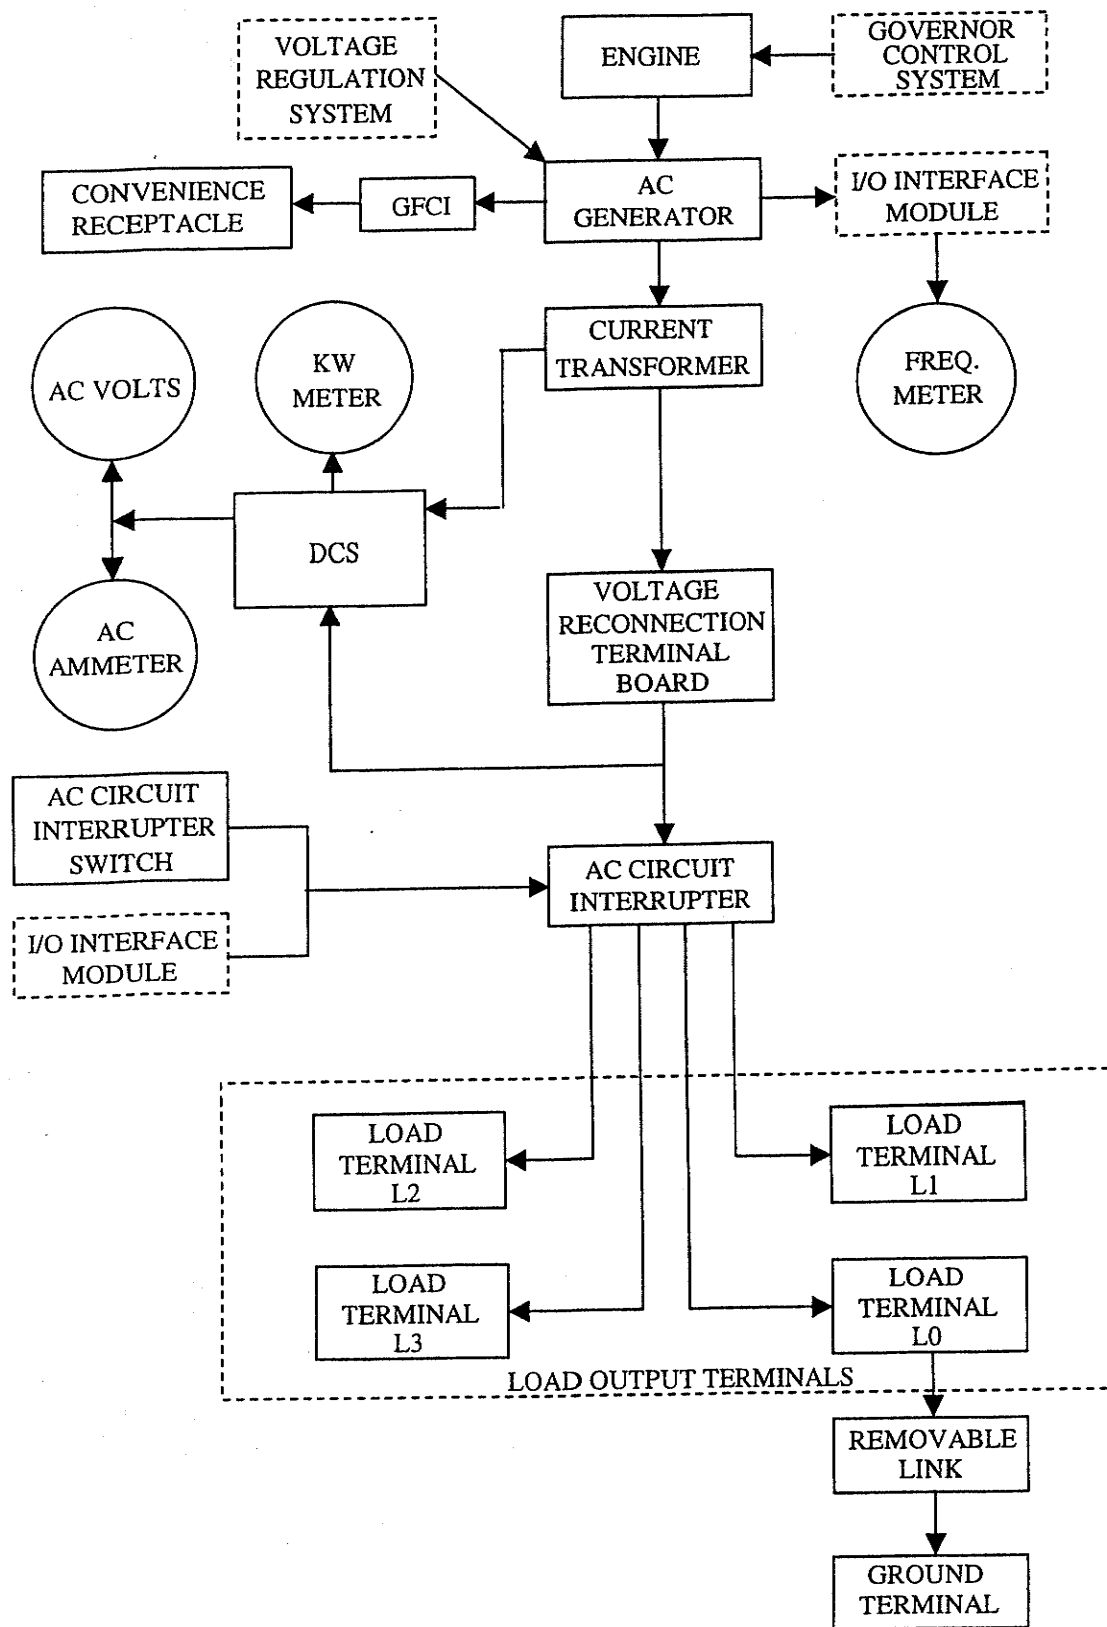 VOLTAGE
REGULATION
SYSTEM
ENGINE
GOVERNOR
CONTROL
SYSTEM
CONVENIENCE
RECEPTACLE
GFCI
AC
GENERATOR
I/O INTERFACE
MODULE
AC VOLTS
KW
METER
CURRENT
TRANSFORMER
FREQ.
METER
DCS
AC
AMMETER
VOLTAGE
RECONNECTION
TERMINAL
BOARD
AC CIRCUIT
INTERRUPTER
SWITCH
AC CIRCUIT
INTERRUPTER
I/O INTERFACE
MODULE
LOAD
TERMINAL
L2
LOAD
TERMINAL
L1
LOAD
TERMINAL
L3
LOAD
TERMINAL
L0
LOAD OUTPUT TERMINALS
REMOVABLE
LINK
GROUND
TERMINAL